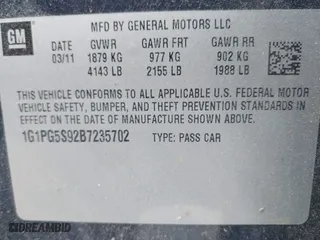 GM
MFD BY GENERAL MOTORS LLC
DATE GVWR GAWR FRT GAWR RR
03/11 1879 KG 977 KG 902 KG
4143 LB 2155 LB 1988 LB
THIS VEHICLE CONFORMS TO ALL APPLICABLE U.S. FEDERAL MOTOR
VEHICLE SAFETY, BUMPER, AND THEFT PREVENTION STANDARDS
IN EFFECT ON THE DATE OF MANUFACTURE SHOWN ABOVE.
1G1PG5S92B7235702 TYPE: PASS CAR